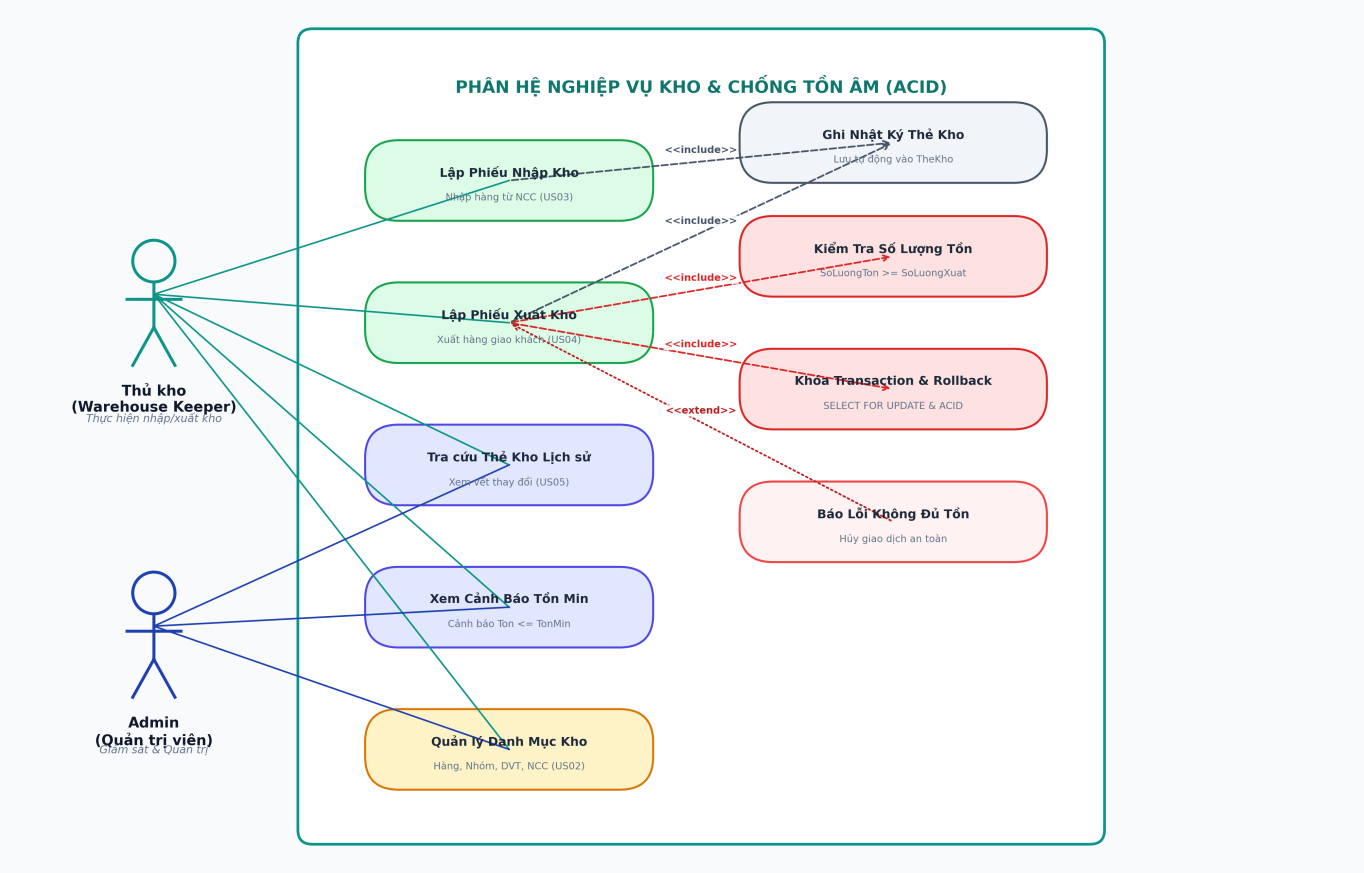 PHÂN HỆ NGHIỆP VỤ KHO & CHỐNG TỒN ÂM (ACID)
Ghi Nhật Ký Thẻ Kho
Lưu tự động vào TheKho
<<include>>
Lập Phiếu Nhập Kho
Nhập hàng từ NCC (US03)
<<include>>
Kiểm Tra Số Lượng Tồn
SoLuongTon >= SoLuongXuat
<<include>>
Lập Phiếu Xuất Kho
Xuất hàng giao khách (US04)
<<include>>
Khóa Transaction & Rollback
SELECT FOR UPDATE & ACID
Thủ kho
(Warehouse Keeper)
Thực hiện nhập/xuất kho
<<extend>>
Tra cứu Thẻ Kho Lịch sử
Xem vết thay đổi (US05)
Báo Lỗi Không Đủ Tồn
Hủy giao dịch an toàn
Xem Cảnh Báo Tồn Min
Cảnh báo Ton <= TonMin
Admin
(Quản trị viên)
Giám sát & Quản trị
Quản lý Danh Mục Kho
Hàng, Nhóm, DVT, NCC (US02)